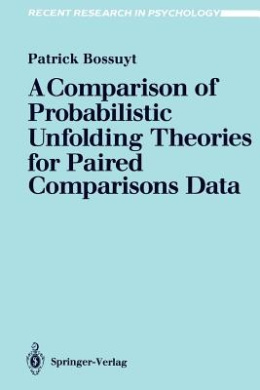 RECENT RESEARCH IN PSYCHOLOGY
Patrick Bossuyt
A Comparison of
Probabilistic
Unfolding Theories
for Paired
Comparisons Data
Springer-Verlag